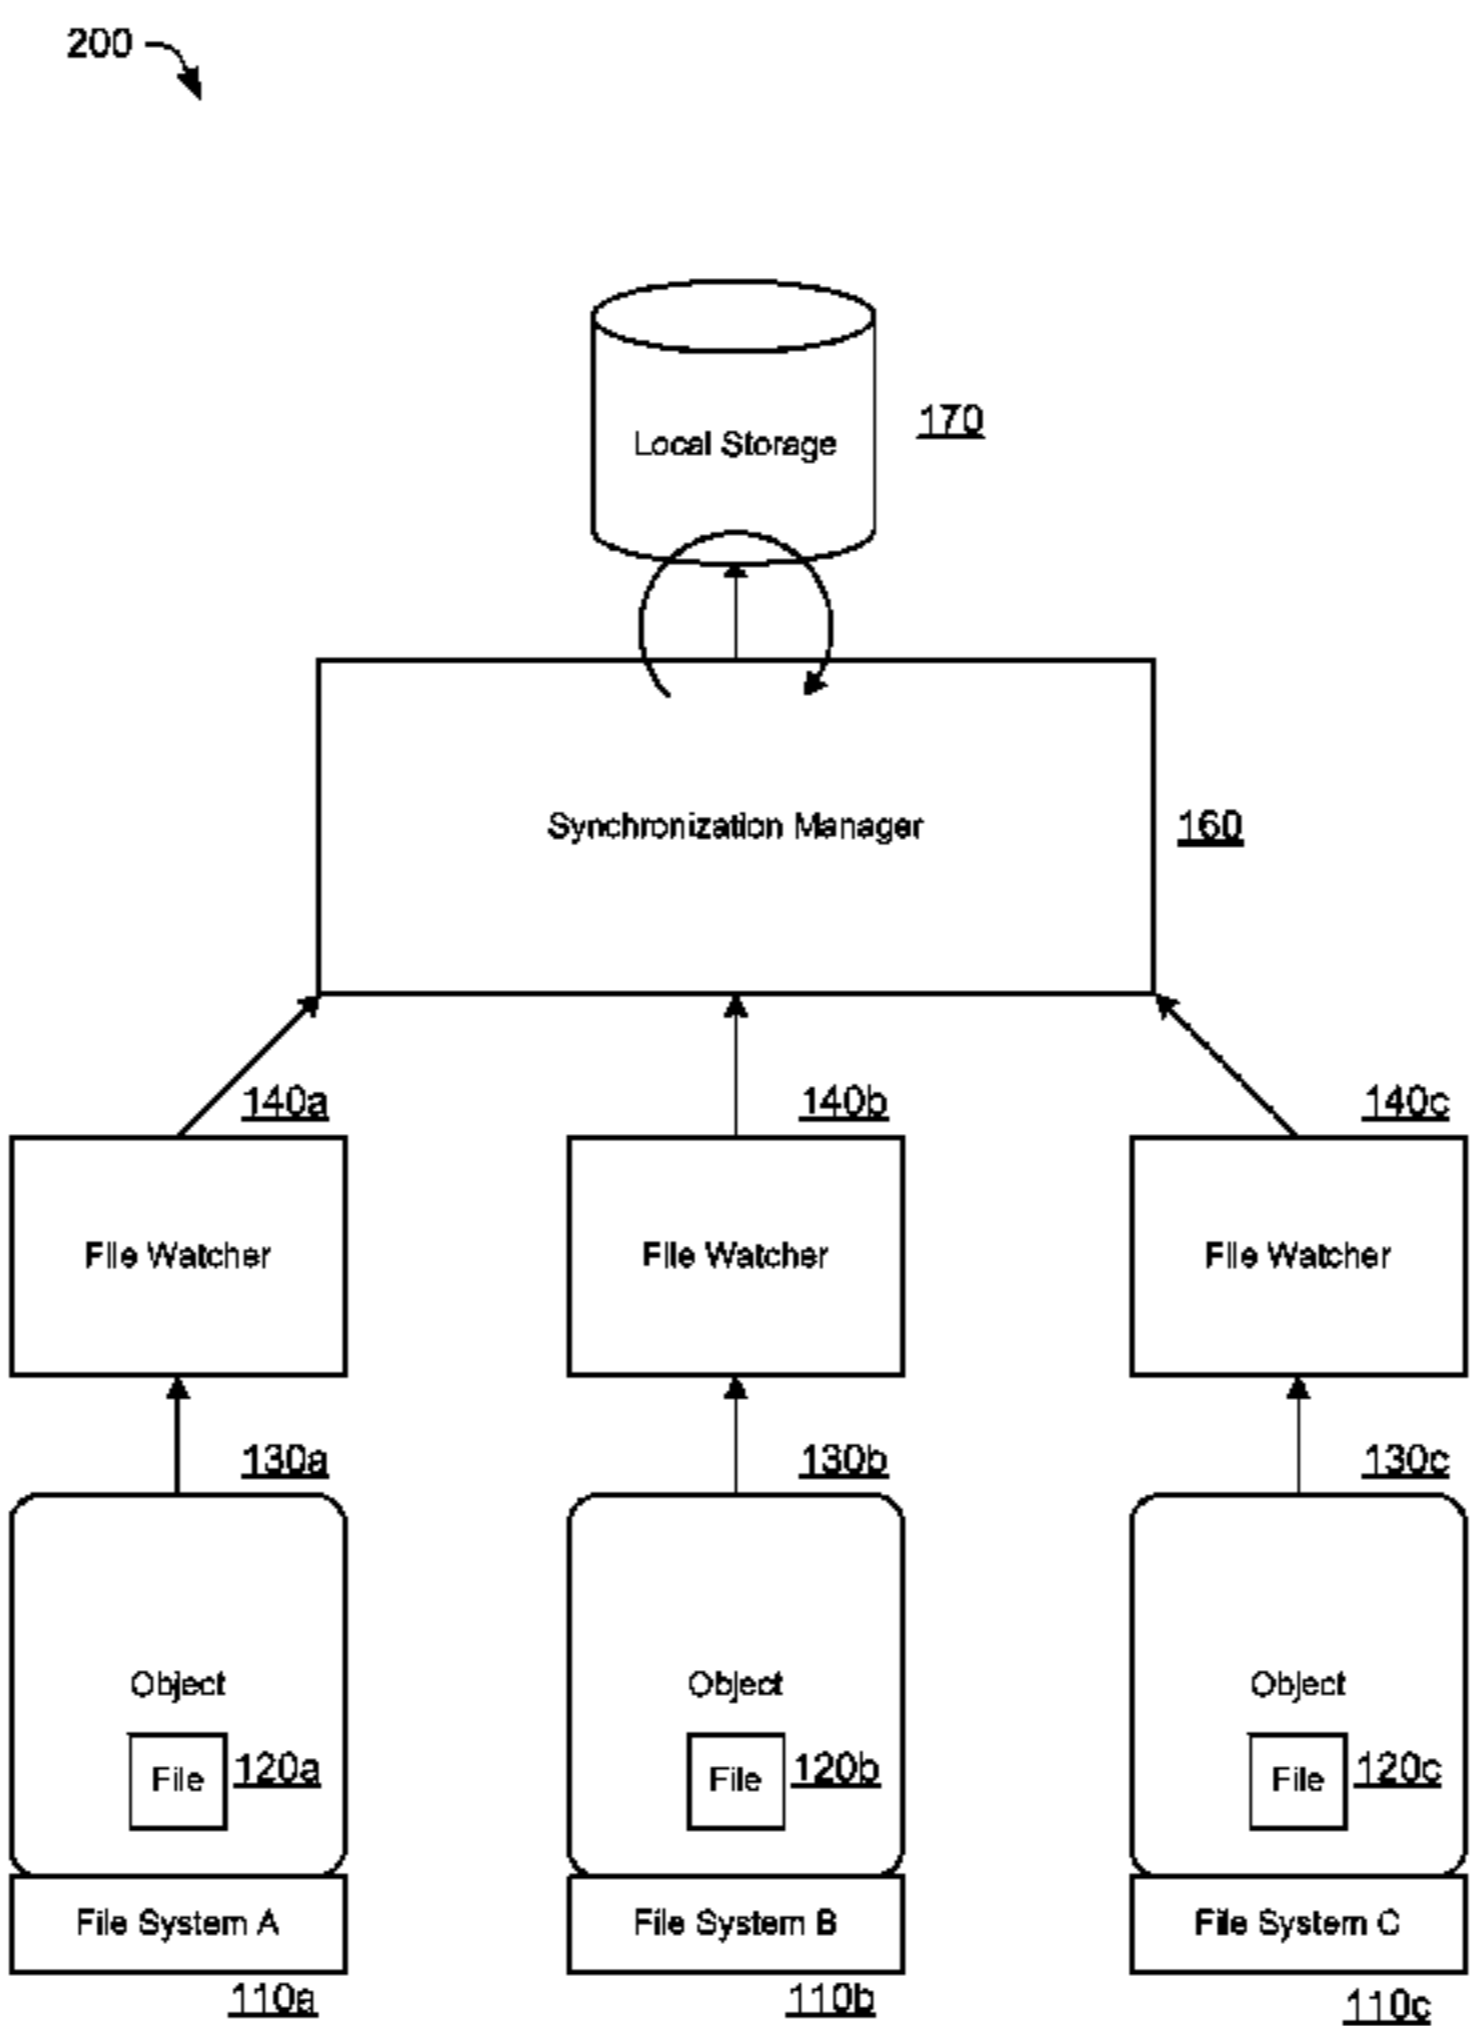 200
Local Storage
170
Synchronization Manager
160
140a
140b
140c
File Watcher
File Watcher
File Watcher
130a
130b
130c
Object
Object
Object
File
120a
File
120b
File
120c
File System A
File System B
File System C
110a
110b
110c